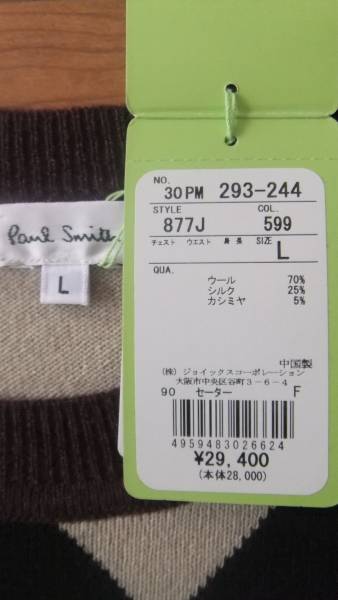 Paul Smith
L
NO. 30PM 293-244
STYLE COL.
877J 599
チェスト ウエスト 身長 SIZE
L
QUA.
ウール 70%
シルク 25%
カシミヤ 5%
中国製
(株) ジョイックスコーポレーション
大阪市中央区谷町3-6-4
90 セーター F
4959483026624
¥29,400
(本体28,000)